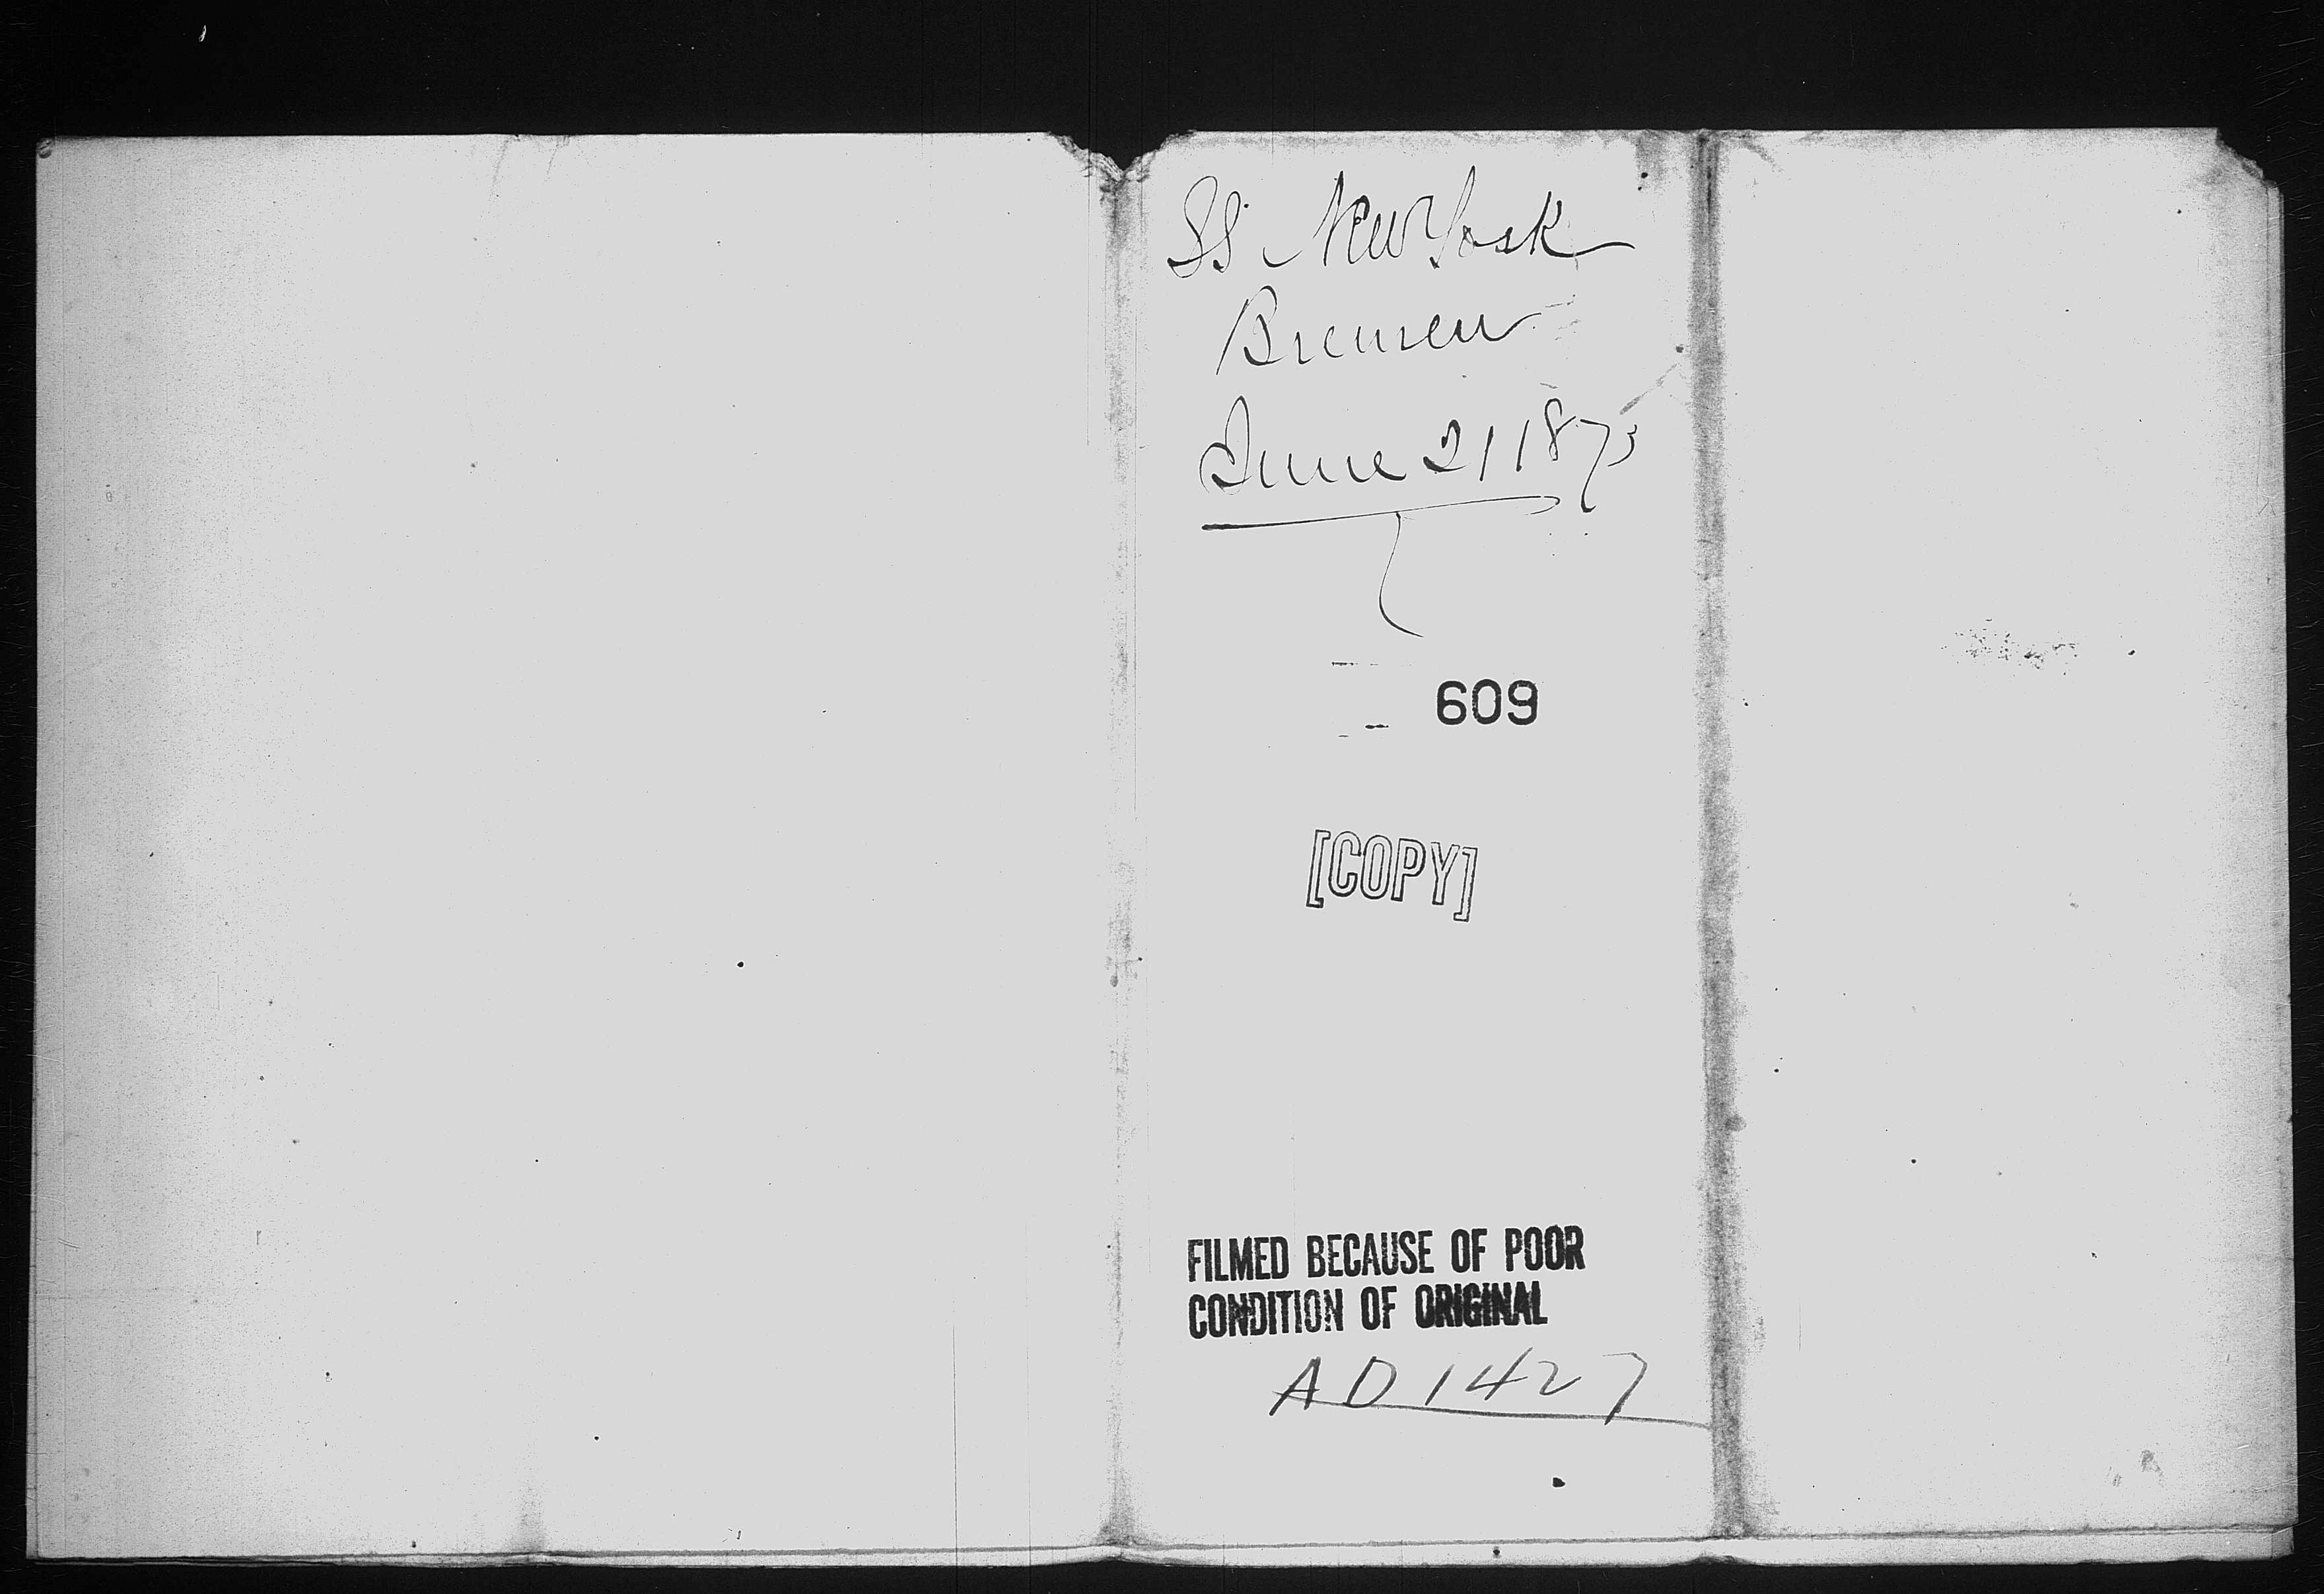 SS New York
Bremen
June 21 1873
609
[COPY]
FILMED BECAUSE OF POOR
CONDITION OF ORIGINAL
AD 1427